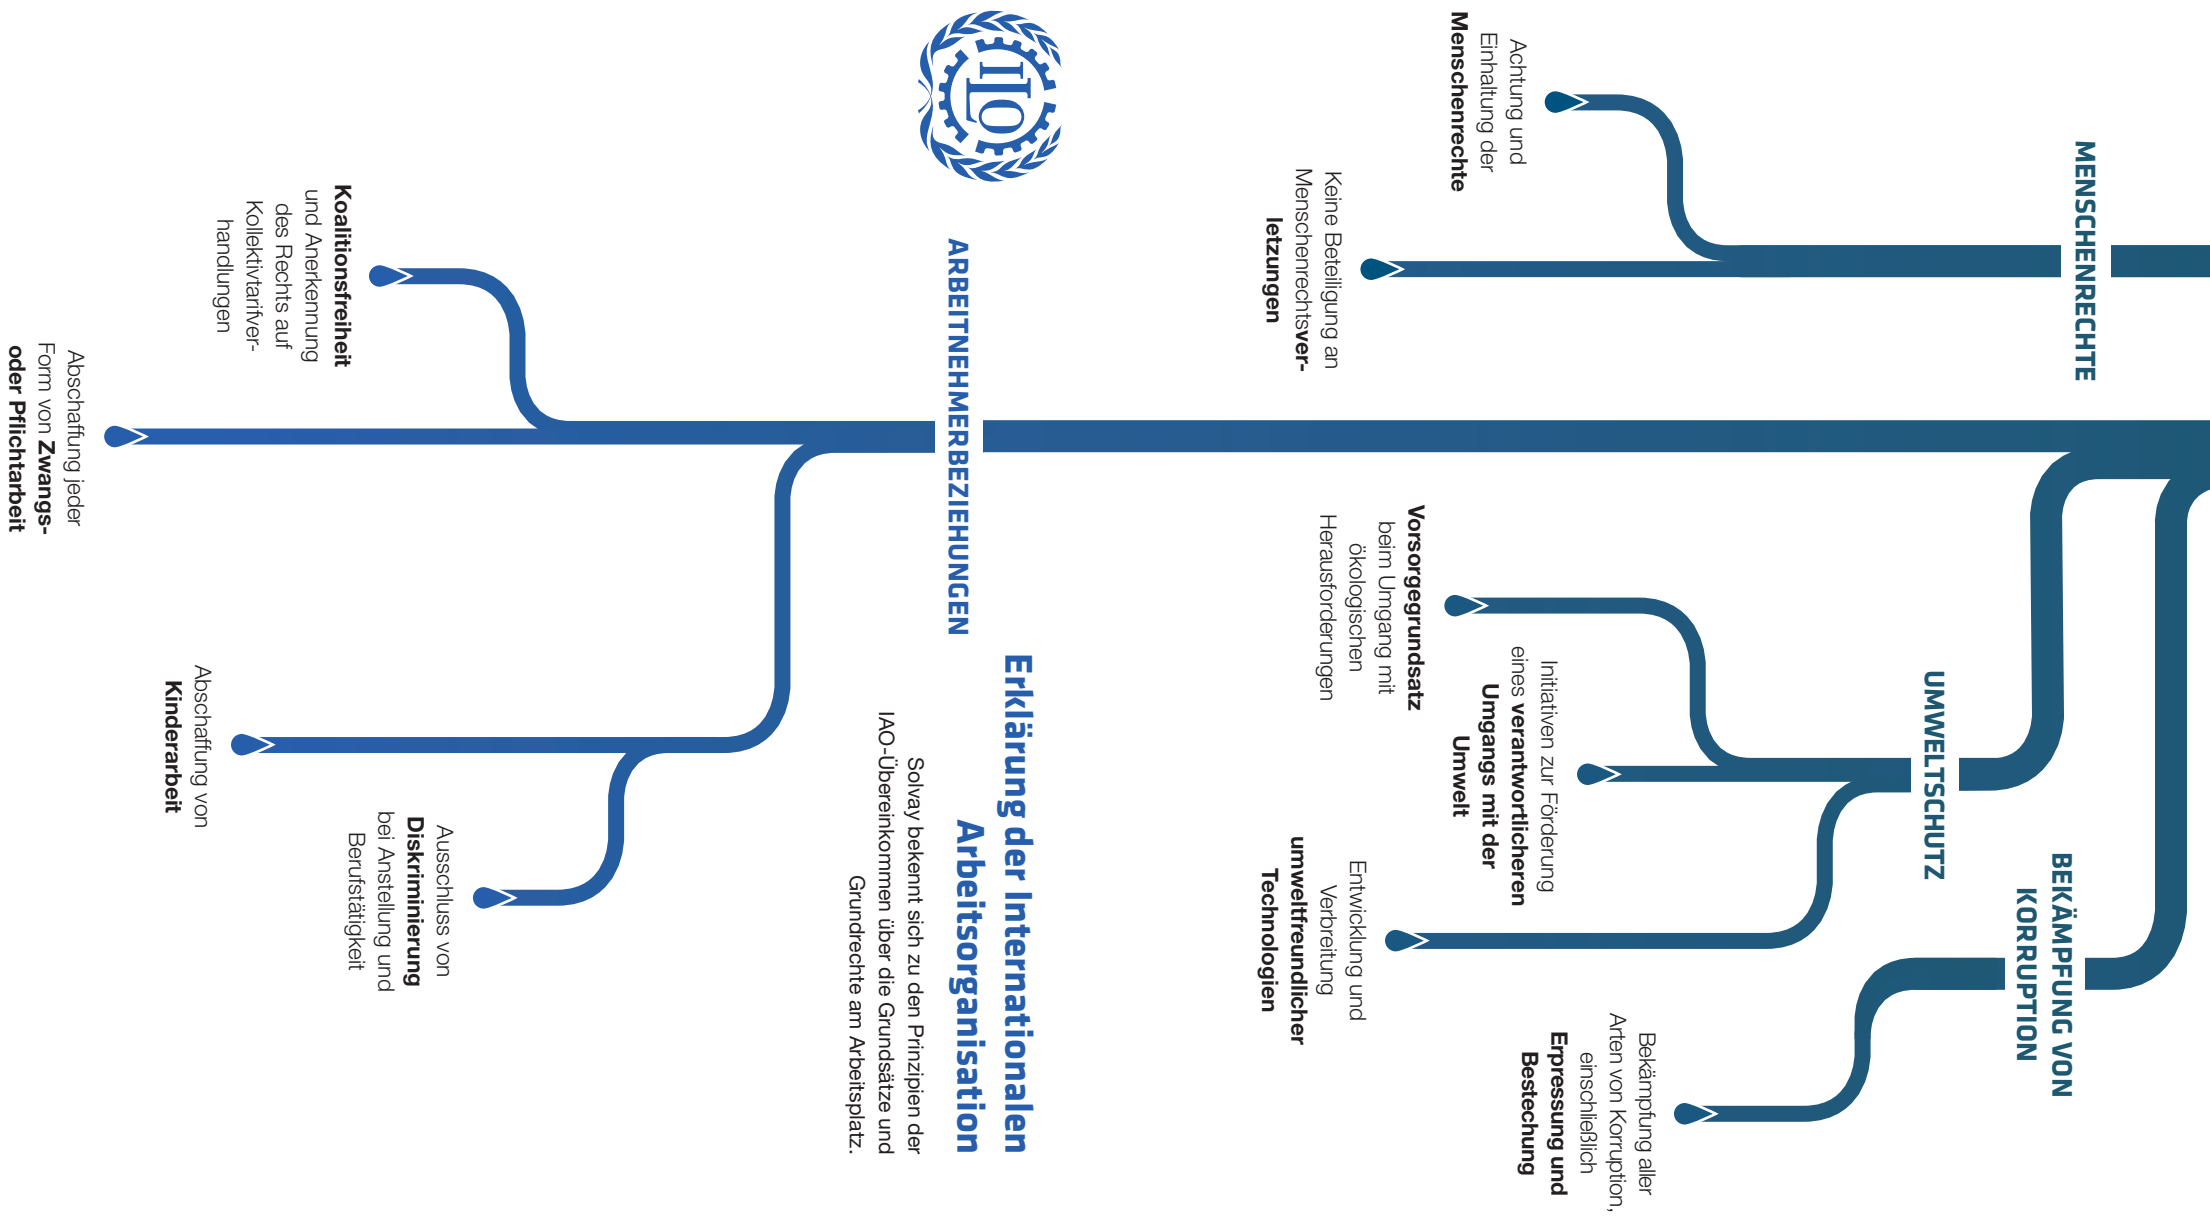 MENSCHENRECHTE
Achtung und
Einhaltung der
Menschenrechte
Keine Beteiligung an
Menschenrechtsver-
letzungen
UMWELTSCHUTZ
Vorsorgegrundsatz
beim Umgang mit
ökologischen
Herausforderungen
Initiativen zur Förderung
eines verantwortlicheren
Umgangs mit der
Umwelt
Entwicklung und
Verbreitung
umweltfreundlicher
Technologien
BEKÄMPFUNG VON
KORRUPTION
Bekämpfung aller
Arten von Korruption,
einschließlich
Erpressung und
Bestechung
ILO
Erklärung der Internationalen
Arbeitsorganisation
Solvay bekennt sich zu den Prinzipien der
IAO-Übereinkommen über die Grundsätze und
Grundrechte am Arbeitsplatz.
ARBEITNEHMERBEZIEHUNGEN
Koalitionsfreiheit
und Anerkennung
des Rechts auf
Kollektivtarifver-
handlungen
Abschaffung jeder
Form von Zwangs-
oder Pflichtarbeit
Abschaffung von
Kinderarbeit
Ausschluss von
Diskriminierung
bei Anstellung und
Berufstätigkeit